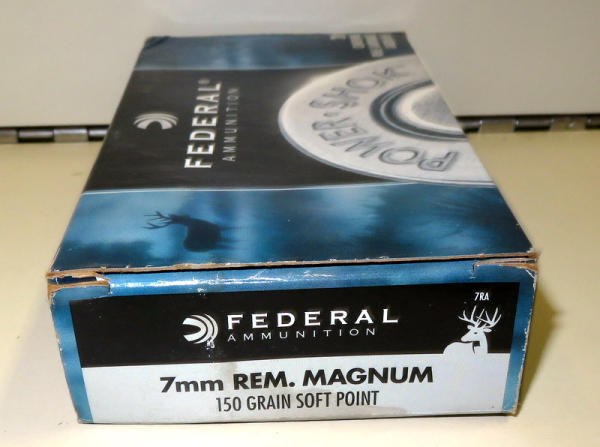 FEDERAL®
AMMUNITION
POWER•SHOK
7RA
FEDERAL
AMMUNITION
7mm REM. MAGNUM
150 GRAIN SOFT POINT